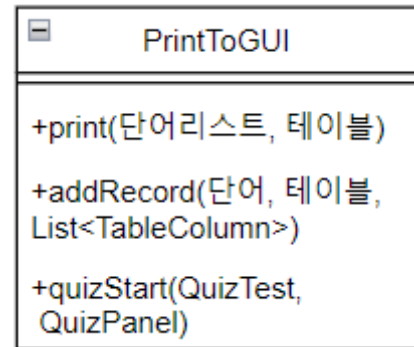 PrintToGUI
+print(단어리스트, 테이블)
+addRecord(단어, 테이블,
List<TableColumn>)
+quizStart(QuizTest,
QuizPanel)